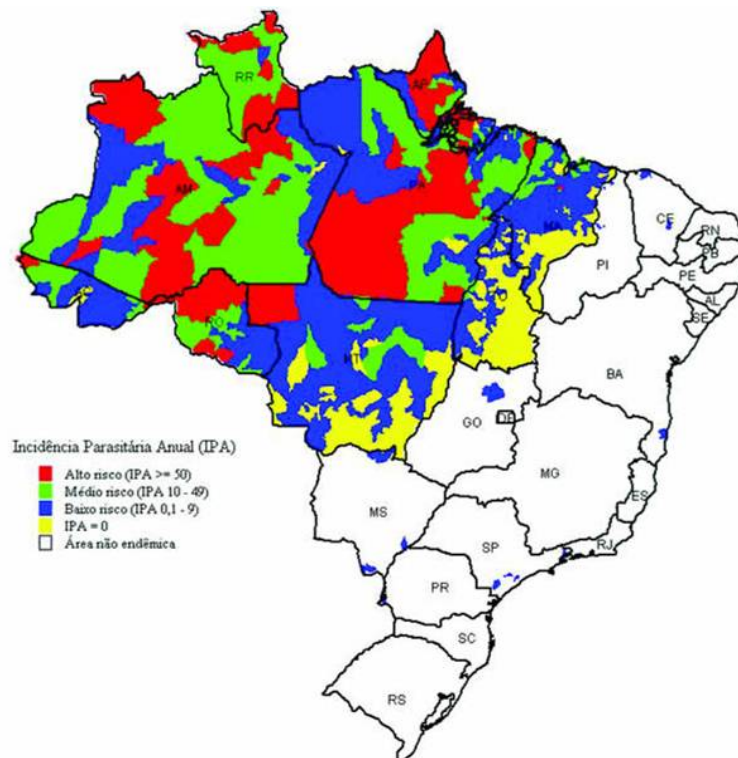 RR
AP
AM
PA
MA
CE
RN
PB
PI
PE
AL
SE
RO
MT
BA
GO
DF
MG
ES
MS
SP
RJ
PR
SC
RS
Incidência Parasitária Anual (IPA)
Alto risco (IPA >= 50)
Médio risco (IPA 10 - 49)
Baixo risco (IPA 0,1 - 9)
IPA = 0
Área não endêmica